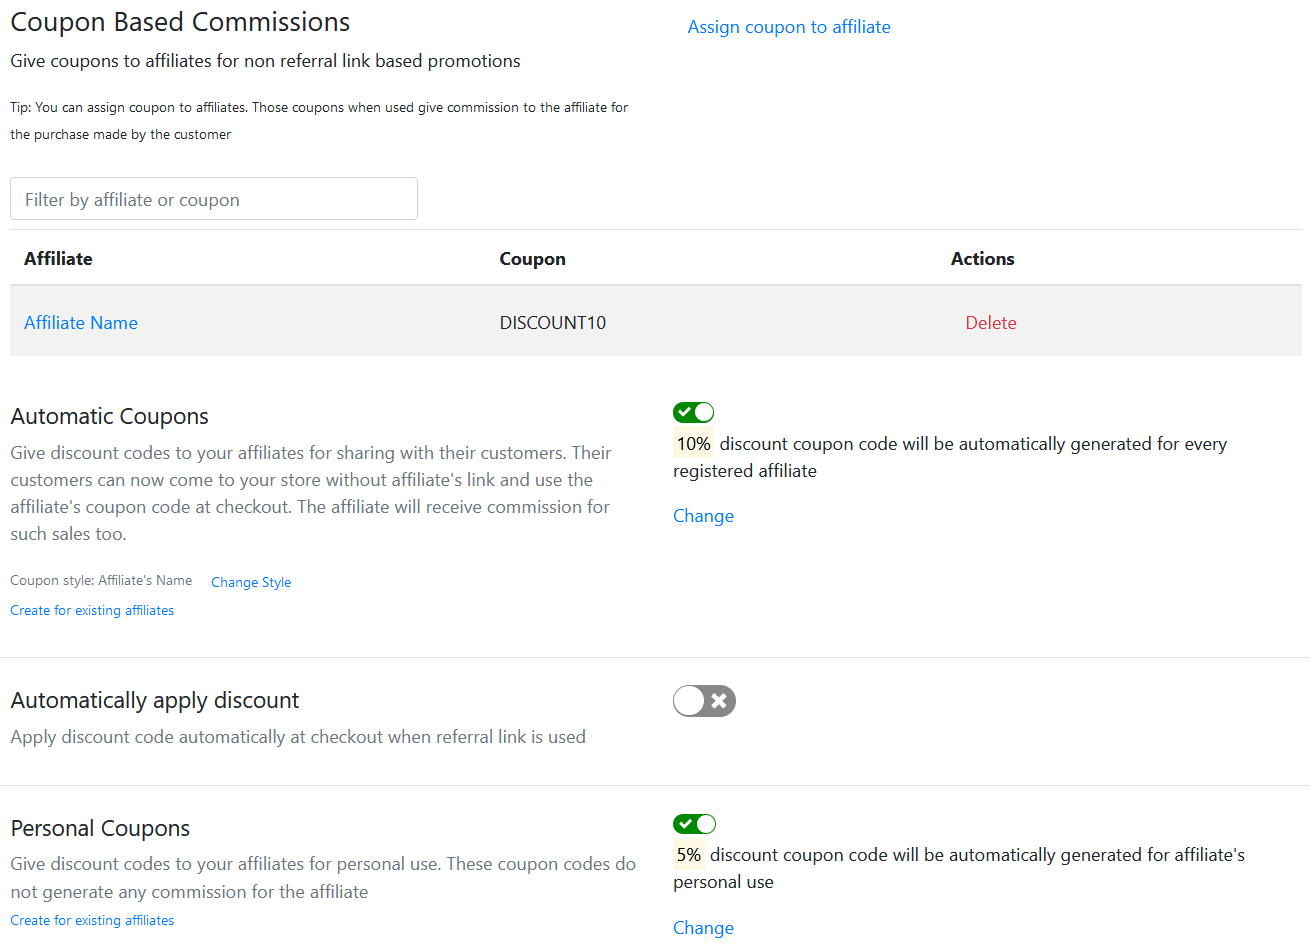 Coupon Based Commissions
Assign coupon to affiliate
Give coupons to affiliates for non referral link based promotions
Tip: You can assign coupon to affiliates. Those coupons when used give commission to the affiliate for
the purchase made by the customer
Filter by affiliate or coupon
Affiliate Coupon Actions
Affiliate Name DISCOUNT10 Delete
Automatic Coupons
Give discount codes to your affiliates for sharing with their customers. Their
customers can now come to your store without affiliate's link and use the
affiliate's coupon code at checkout. The affiliate will receive commission for
such sales too.
Coupon style: Affiliate's Name Change Style
Create for existing affiliates
10% discount coupon code will be automatically generated for every
registered affiliate
Change
Automatically apply discount
Apply discount code automatically at checkout when referral link is used
Personal Coupons
Give discount codes to your affiliates for personal use. These coupon codes do
not generate any commission for the affiliate
Create for existing affiliates
5% discount coupon code will be automatically generated for affiliate's
personal use
Change